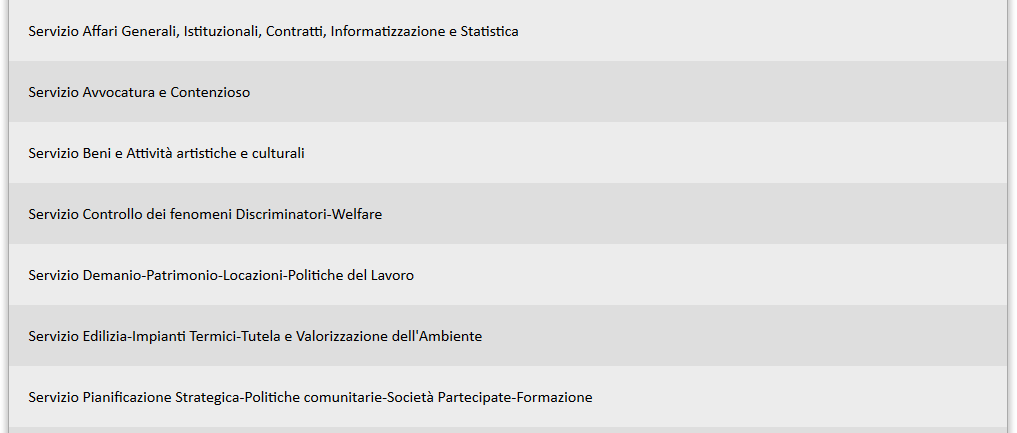 Servizio Affari Generali, Istituzionali, Contratti, Informatizzazione e Statistica
Servizio Avvocatura e Contenzioso
Servizio Beni e Attività artistiche e culturali
Servizio Controllo dei fenomeni Discriminatori-Welfare
Servizio Demanio-Patrimonio-Locazioni-Politiche del Lavoro
Servizio Edilizia-Impianti Termici-Tutela e Valorizzazione dell'Ambiente
Servizio Pianificazione Strategica-Politiche comunitarie-Società Partecipate-Formazione